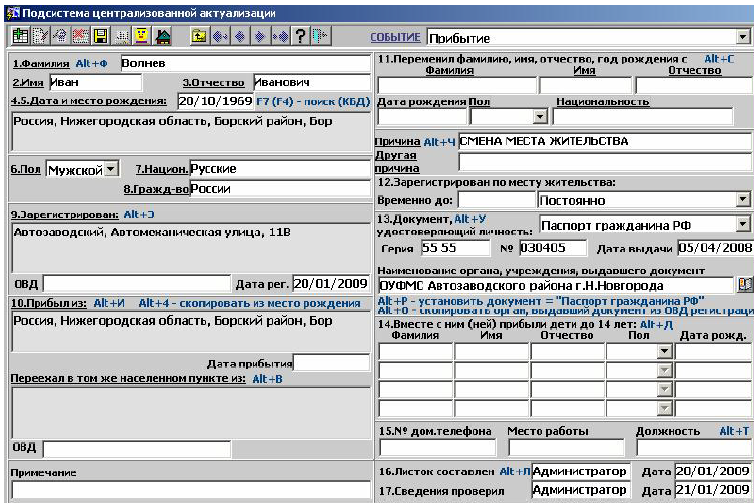 Подсистема централизованной актуализации
СОБЫТИЕ Прибытие
1.Фамилия Alt+Ф Волнев
2.Имя Иван 3.Отчество Иванович
4.5.Дата и место рождения: 20/10/1969 F7 (F4) - поиск (КБД)
Россия, Нижегородская область, Борский район, Бор
6.Пол Мужской 7.Национ. Русские
8.Гражд-во России
9.Зарегистрирован: Alt+Э
Автозаводский, Автомеханическая улица, 11В
ОВД Дата рег. 20/01/2009
10.Прибыл из: Alt+И Alt+4 - скопировать из место рождения
Россия, Нижегородская область, Борский район, Бор
Дата прибытия
Переехал в том же населенном пункте из: Alt+В
ОВД
Примечание
11.Переменил фамилию, имя, отчество, год рождения с Alt+С
Фамилия Имя Отчество
Дата рождения Пол Национальность
Причина Alt+Ч СМЕНА МЕСТА ЖИТЕЛЬСТВА
Другая
причина
12.Зарегистрирован по месту жительства:
Временно до: Постоянно
13.Документ, Alt+У
удостоверяющий личность: Паспорт гражданина РФ
Серия 55 55 № 030405 Дата выдачи 05/04/2008
Наименование органа, учреждения, выдавшего документ
ОУФМС Автозаводского района г.Н.Новгорода
Alt+Р - установить документ = "Паспорт гражданина РФ"
Alt+О - скопировать орган, выдавший документ из ОВД регистраци
14.Вместе с ним (ней) прибыли дети до 14 лет: Alt+Д
Фамилия Имя Отчество Пол Дата рожд.
15.№ дом.телефона Место работы Должность Alt+Т
16.Листок составлен Alt+Л Администратор Дата 20/01/2009
17.Сведения проверил Администратор Дата 21/01/2009